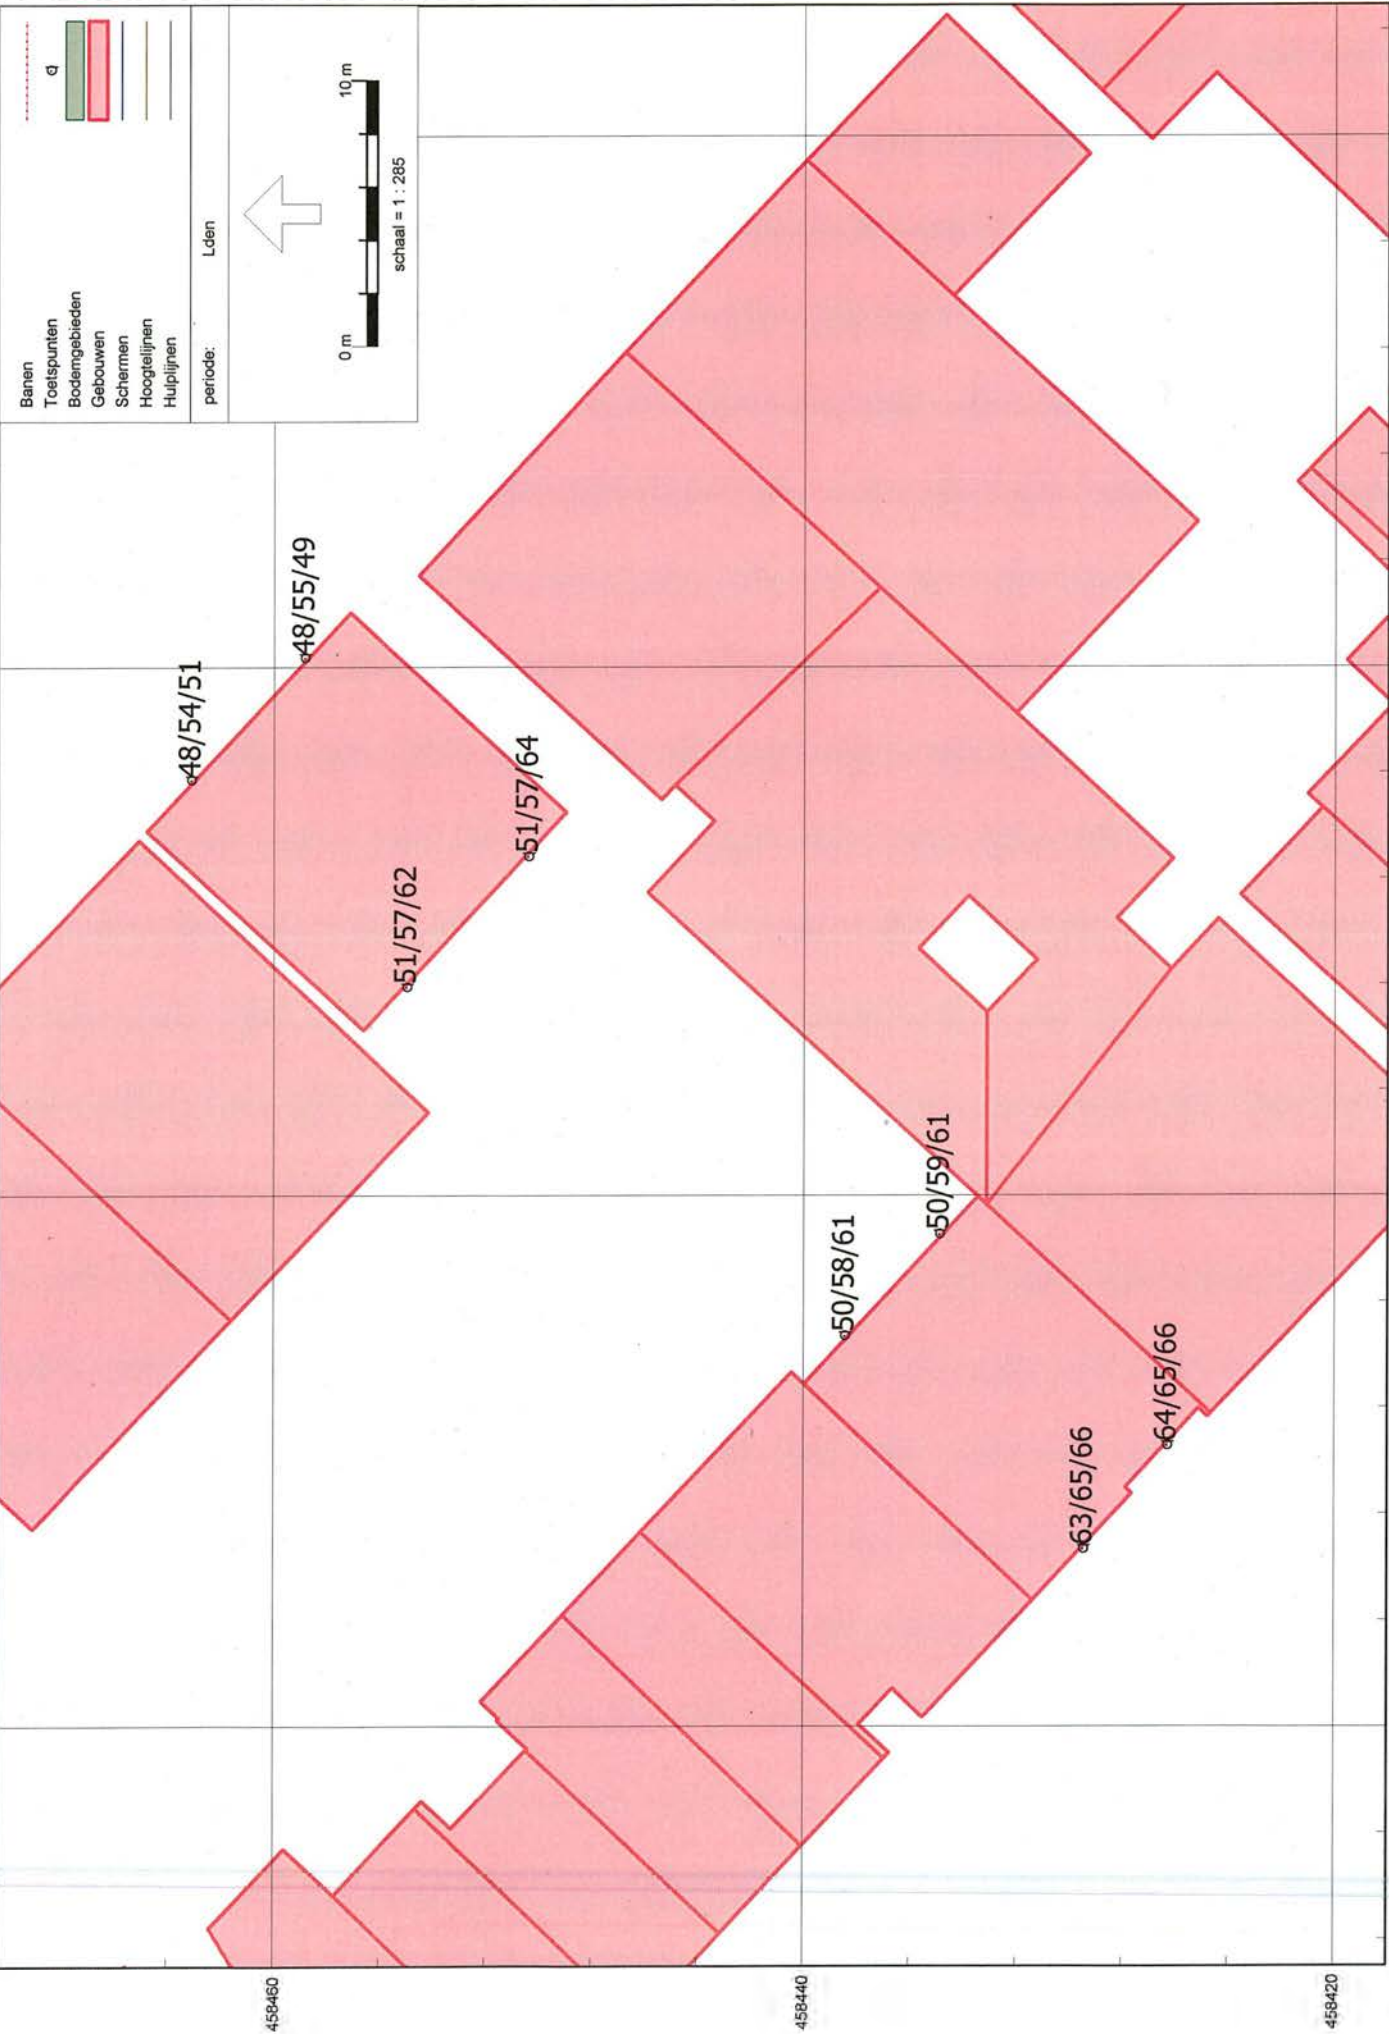 Banen
Toetspunten
Bodemgebieden
Gebouwen
Schermen
Hoogtelijnen
Hulplijnen
periode: Lden
0 m 10 m
schaal = 1 : 285
48/54/51
48/55/49
51/57/62
51/57/64
50/58/61
50/59/61
63/65/66
64/65/66
458460
458440
458420